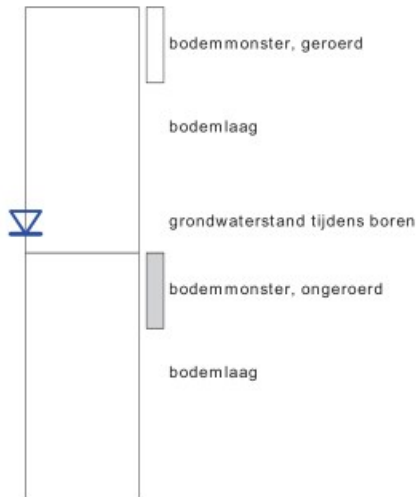 bodemmonster, geroerd
bodemlaag
grondwaterstand tijdens boren
bodemmonster, ongeroerd
bodemlaag